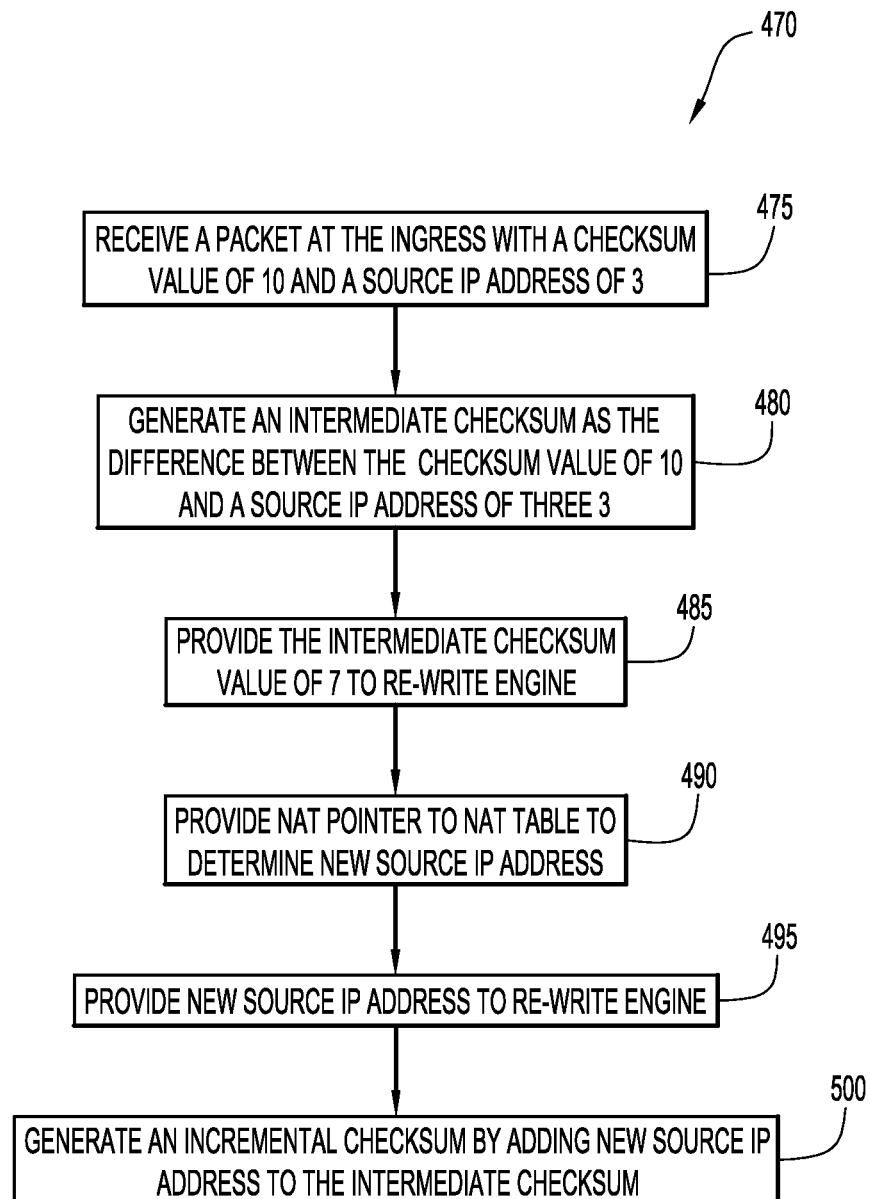 470
475
RECEIVE A PACKET AT THE INGRESS WITH A CHECKSUM
VALUE OF 10 AND A SOURCE IP ADDRESS OF 3
480
GENERATE AN INTERMEDIATE CHECKSUM AS THE
DIFFERENCE BETWEEN THE CHECKSUM VALUE OF 10
AND A SOURCE IP ADDRESS OF THREE 3
485
PROVIDE THE INTERMEDIATE CHECKSUM
VALUE OF 7 TO RE-WRITE ENGINE
490
PROVIDE NAT POINTER TO NAT TABLE TO
DETERMINE NEW SOURCE IP ADDRESS
495
PROVIDE NEW SOURCE IP ADDRESS TO RE-WRITE ENGINE
500
GENERATE AN INCREMENTAL CHECKSUM BY ADDING NEW SOURCE IP
ADDRESS TO THE INTERMEDIATE CHECKSUM